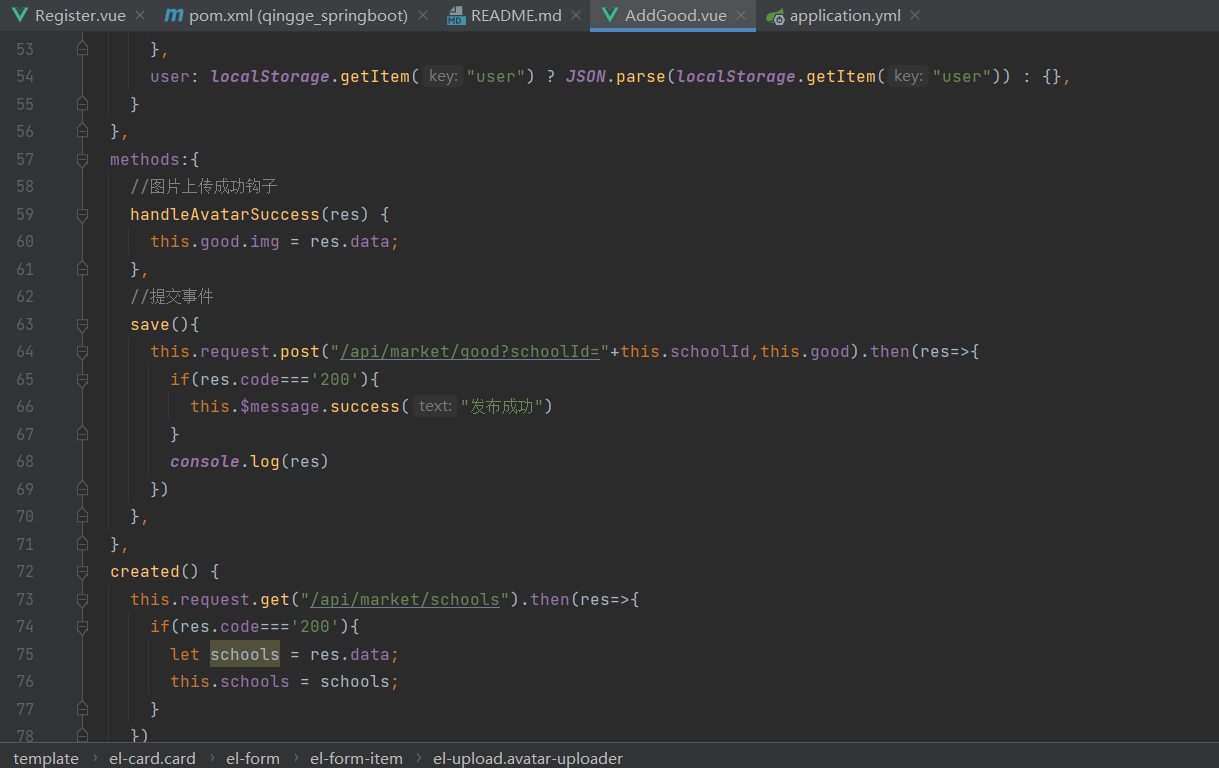 Register.vue pom.xml (qingge_springboot) README.md AddGood.vue application.yml
53 },
54 user: localStorage.getItem( key: "user") ? JSON.parse(localStorage.getItem( key: "user")) : {},
55 }
56 },
57 methods:{
58 //图片上传成功钩子
59 handleAvatarSuccess(res) {
60 this.good.img = res.data;
61 },
62 //提交事件
63 save(){
64 this.request.post("/api/market/good?schoolId="+this.schoolId,this.good).then(res=>{
65 if(res.code==='200'){
66 this.$message.success( text: "发布成功")
67 }
68 console.log(res)
69 })
70 },
71 },
72 created() {
73 this.request.get("/api/market/schools").then(res=>{
74 if(res.code==='200'){
75 let schools = res.data;
76 this.schools = schools;
77 }
78 })
template › el-card.card › el-form › el-form-item › el-upload.avatar-uploader